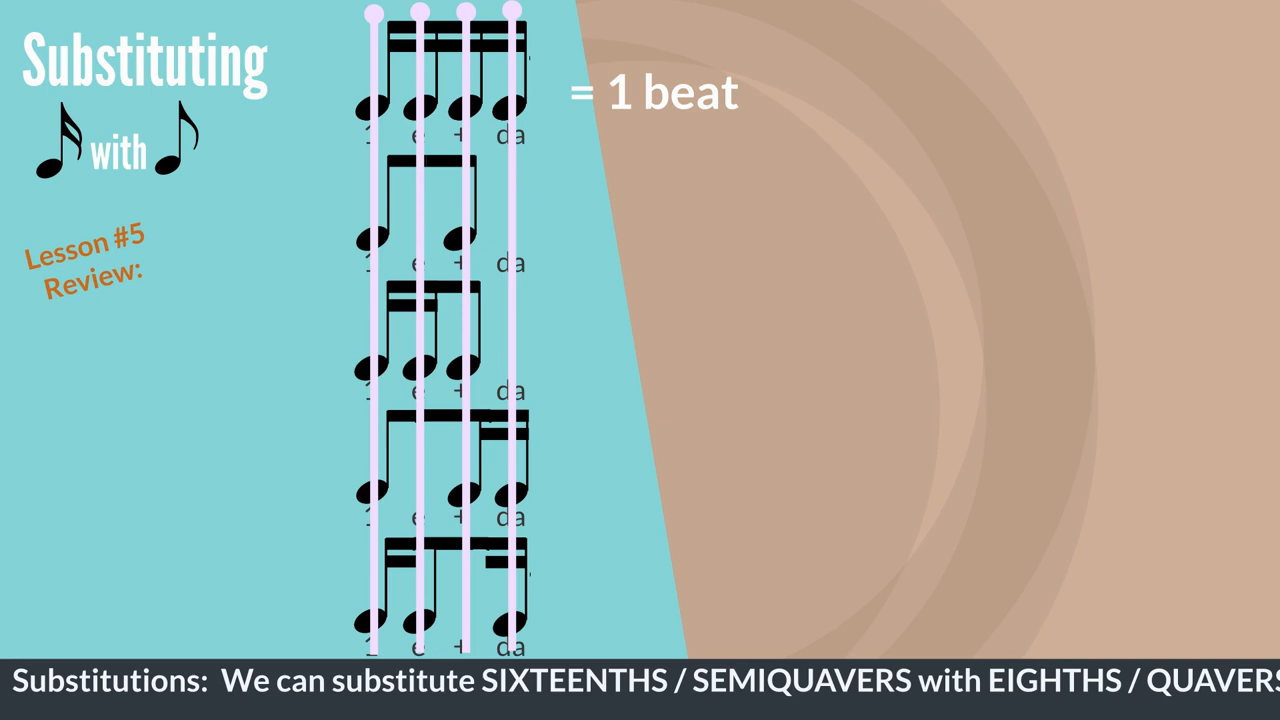 Substituting
with
Lesson #5
Review:
= 1 beat
1 e + da
1 e + da
1 e + da
1 e + da
1 e + da
Substitutions: We can substitute SIXTEENTHS / SEMIQUAVERS with EIGHTHS / QUAVERS